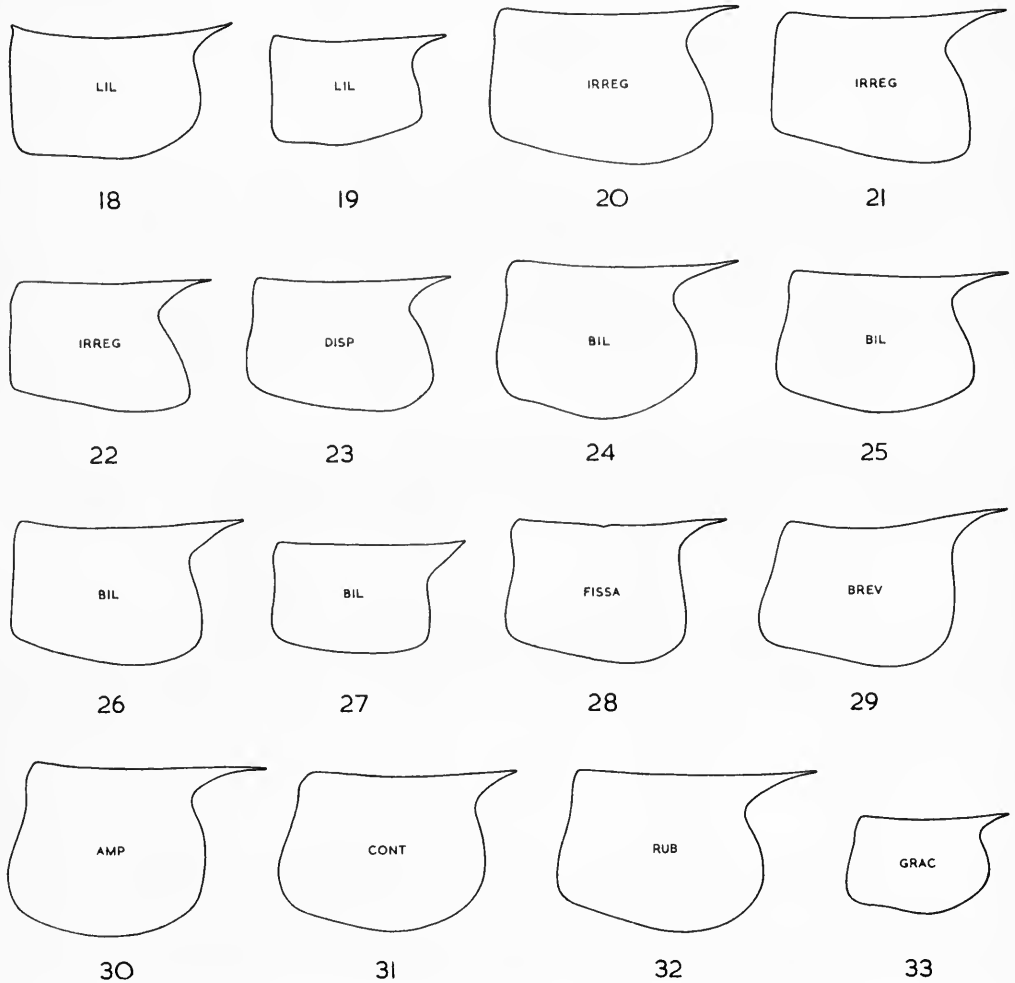 LIL LIL IRREG IRREG
18 19 20 21
IRREG DISP BIL BIL
22 23 24 25
BIL BIL FISSA BREV
26 27 28 29
AMP CONT RUB GRAC
30 31 32 33